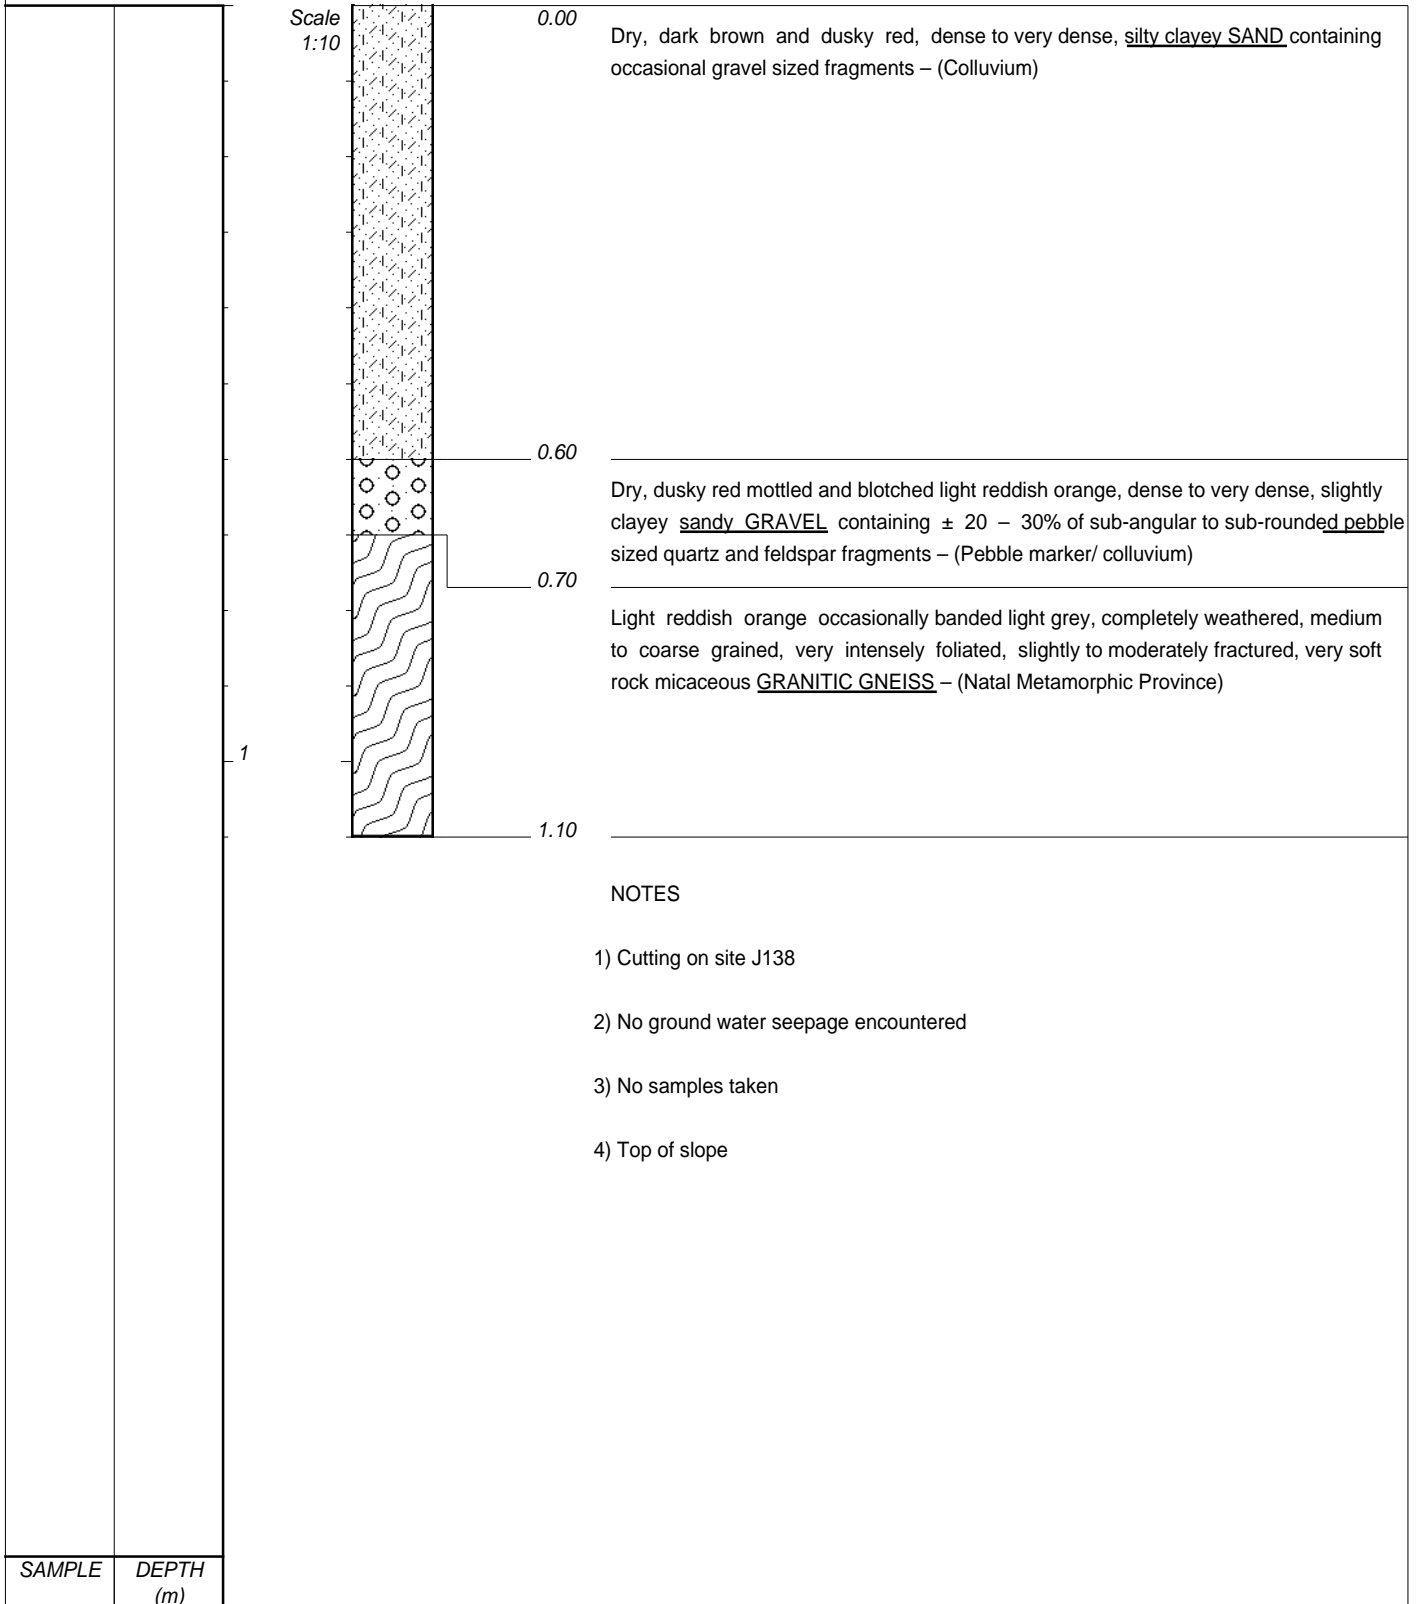 Scale
1:10
0.00
Dry, dark brown and dusky red, dense to very dense, silty clayey SAND containing
occasional gravel sized fragments – (Colluvium)
0.60
Dry, dusky red mottled and blotched light reddish orange, dense to very dense, slightly
clayey sandy GRAVEL containing ± 20 – 30% of sub-angular to sub-rounded pebble
sized quartz and feldspar fragments – (Pebble marker/ colluvium)
0.70
Light reddish orange occasionally banded light grey, completely weathered, medium
to coarse grained, very intensely foliated, slightly to moderately fractured, very soft
rock micaceous GRANITIC GNEISS – (Natal Metamorphic Province)
1
1.10
NOTES
1) Cutting on site J138
2) No ground water seepage encountered
3) No samples taken
4) Top of slope
SAMPLE
DEPTH
(m)